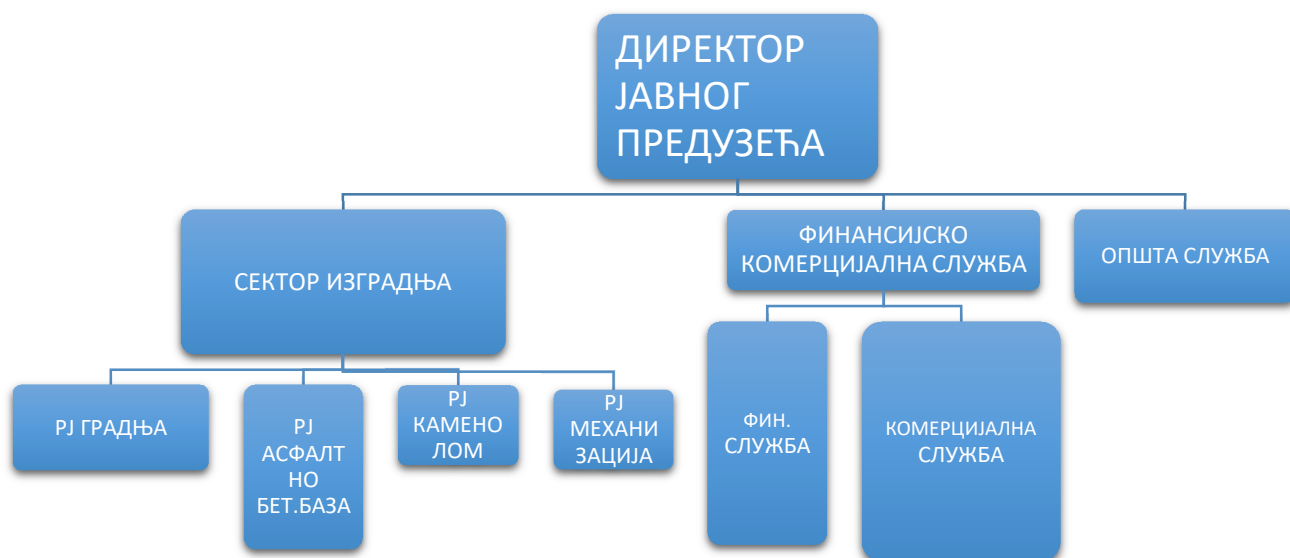 ДИРЕКТОР
ЈАВНОГ
ПРЕДУЗЕЋА
СЕКТОР ИЗГРАДЊА
ФИНАНСИЈСКО
КОМЕРЦИЈАЛНА СЛУЖБА
ОПШТА СЛУЖБА
РЈ ГРАДЊА
РЈ
АСФАЛТ
НО
БЕТ.БАЗА
РЈ
КАМЕНО
ЛОМ
РЈ
МЕХАНИ
ЗАЦИЈА
ФИН.
СЛУЖБА
КОМЕРЦИЈАЛНА
СЛУЖБА